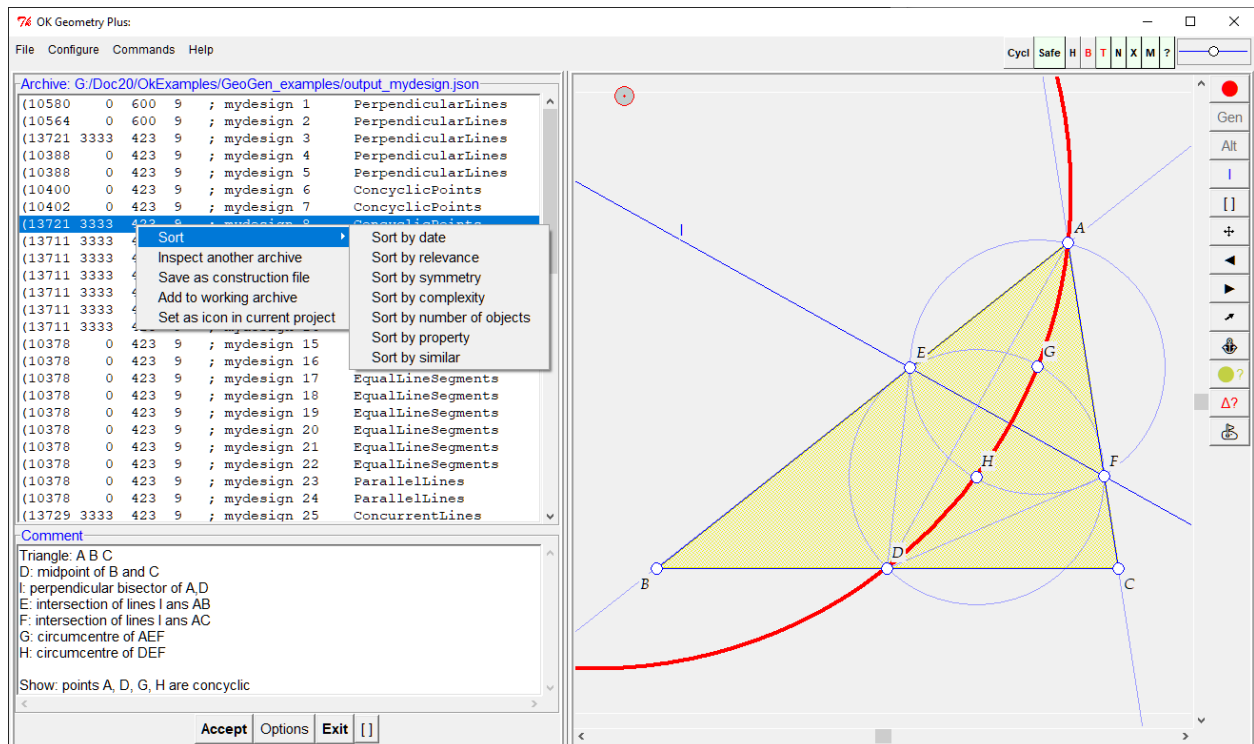 OK Geometry Plus:
File Configure Commands Help
Cycl Safe H B T N X M ?
Archive: G:/Doc20/OkExamples/GeoGen_examples/output_mydesign.json
(10580 0 600 9 ; mydesign 1 PerpendicularLines
(10564 0 600 9 ; mydesign 2 PerpendicularLines
(13721 3333 423 9 ; mydesign 3 PerpendicularLines
(10388 0 423 9 ; mydesign 4 PerpendicularLines
(10388 0 423 9 ; mydesign 5 PerpendicularLines
(10400 0 423 9 ; mydesign 6 ConcyclicPoints
(10402 0 423 9 ; mydesign 7 ConcyclicPoints
(13721 3333 423 9 ; mydesign 8 ConcyclicPoints
(13711 3333
(13711 3333
(13711 3333
(13711 3333
(13711 3333
(13711 3333
(10378 0 423 9 ; mydesign 15
(10378 0 423 9 ; mydesign 16
(10378 0 423 9 ; mydesign 17 EqualLineSegments
(10378 0 423 9 ; mydesign 18 EqualLineSegments
(10378 0 423 9 ; mydesign 19 EqualLineSegments
(10378 0 423 9 ; mydesign 20 EqualLineSegments
(10378 0 423 9 ; mydesign 21 EqualLineSegments
(10378 0 423 9 ; mydesign 22 EqualLineSegments
(10378 0 423 9 ; mydesign 23 ParallelLines
(10378 0 423 9 ; mydesign 24 ParallelLines
(13729 3333 423 9 ; mydesign 25 ConcurrentLines
Sort
Inspect another archive
Save as construction file
Add to working archive
Set as icon in current project
Sort by date
Sort by relevance
Sort by symmetry
Sort by complexity
Sort by number of objects
Sort by property
Sort by similar
Comment
Triangle: A B C
D: midpoint of B and C
I: perpendicular bisector of A,D
E: intersection of lines I ans AB
F: intersection of lines I ans AC
G: circumcentre of AEF
H: circumcentre of DEF
Show: points A, D, G, H are concyclic
Accept Options Exit [ ]
I
A
E
G
H
F
D
B
C
Gen
Alt
I
[ ]
?
Δ?